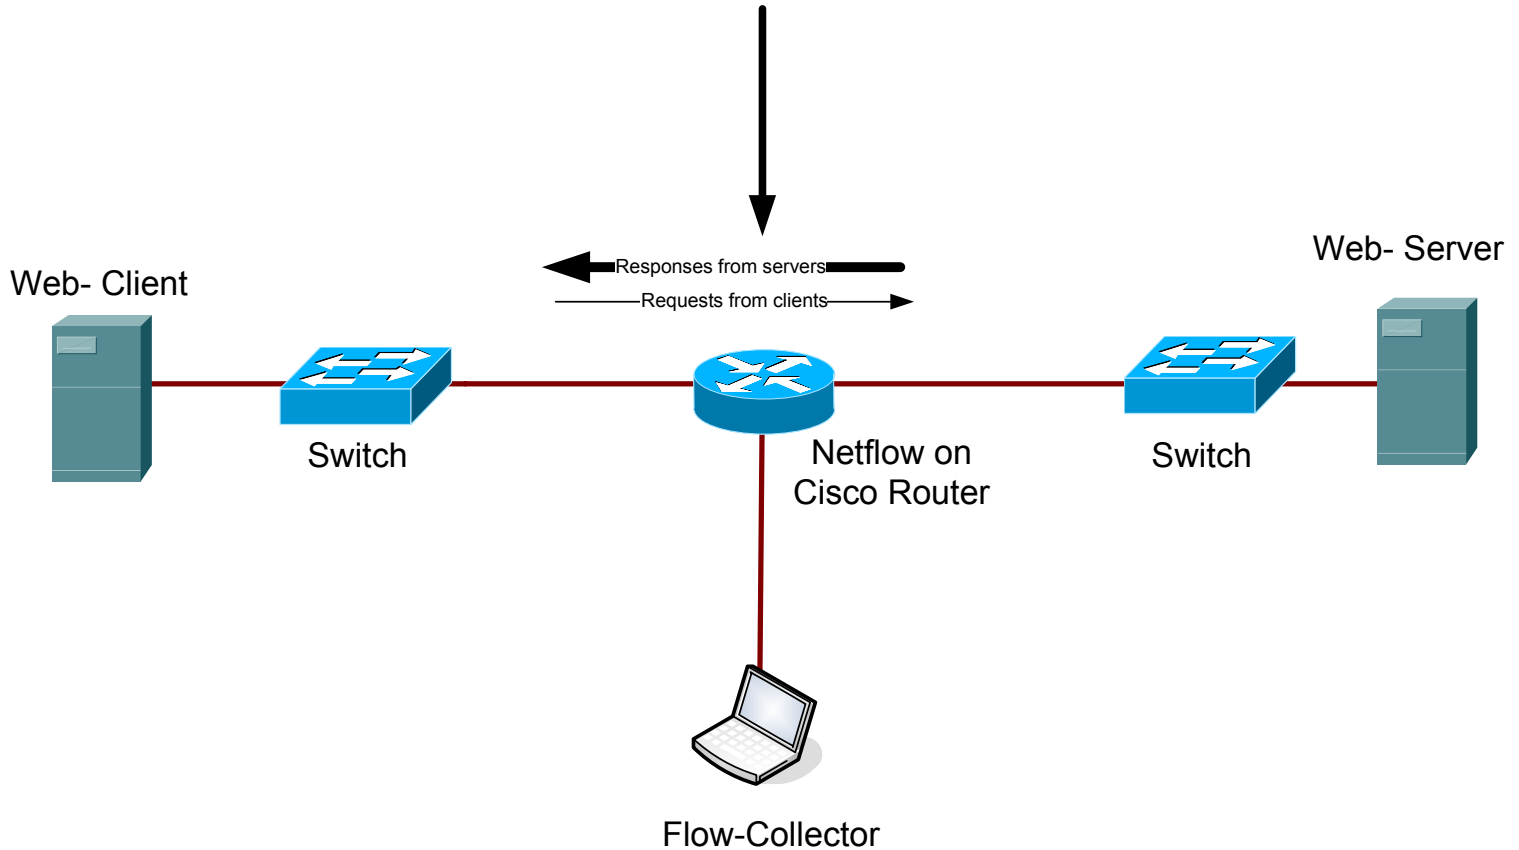 Responses from servers
Requests from clients
Web- Client
Web- Server
Switch
Netflow on
Cisco Router
Switch
Flow-Collector